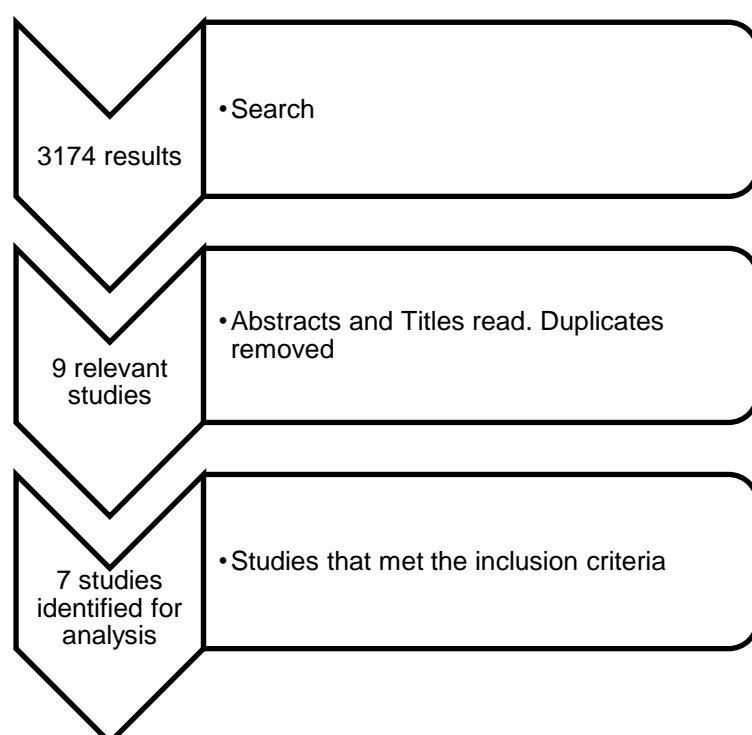 3174 results
•Search
9 relevant
studies
•Abstracts and Titles read. Duplicates
removed
7 studies
identified for
analysis
•Studies that met the inclusion criteria